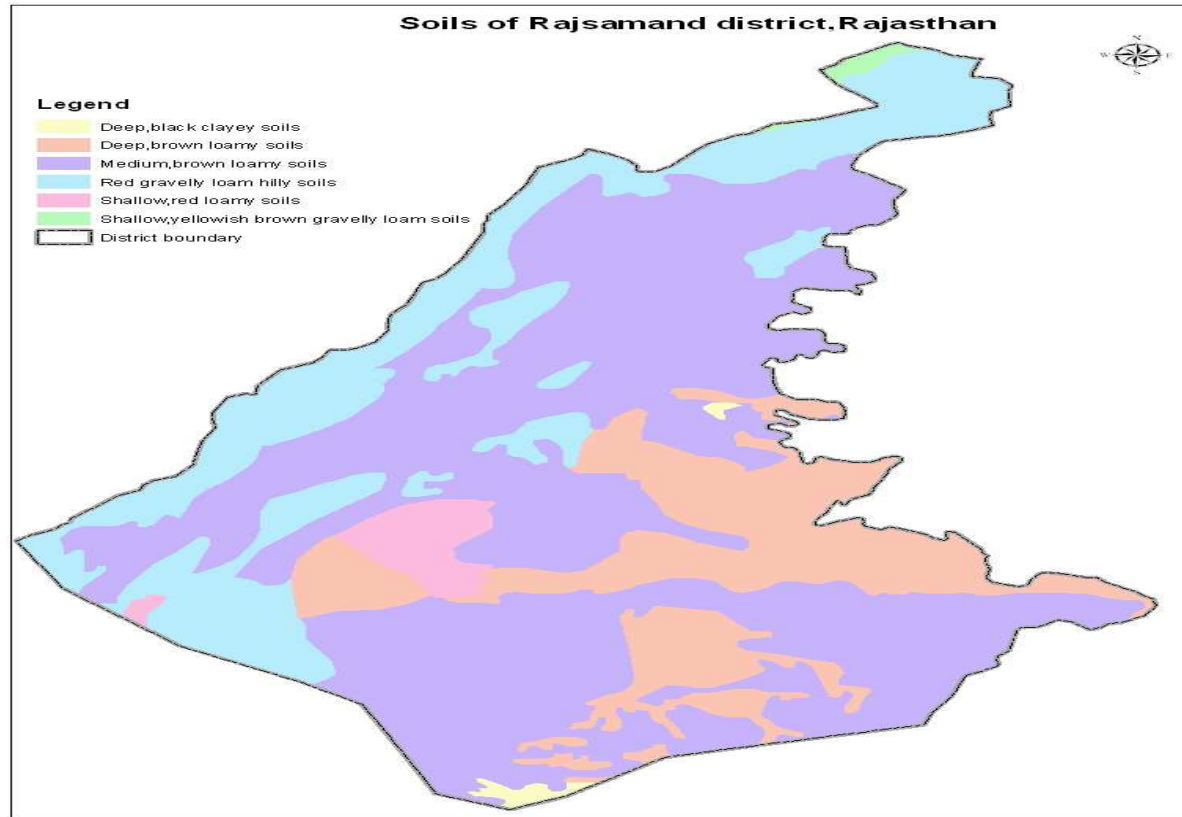 Soils of Rajsamand district,Rajasthan
N
W E
S
Legend
Deep,black clayey soils
Deep,brown loamy soils
Medium,brown loamy soils
Red gravelly loam hilly soils
Shallow,red loamy soils
Shallow,yellowish brown gravelly loam soils
District boundary